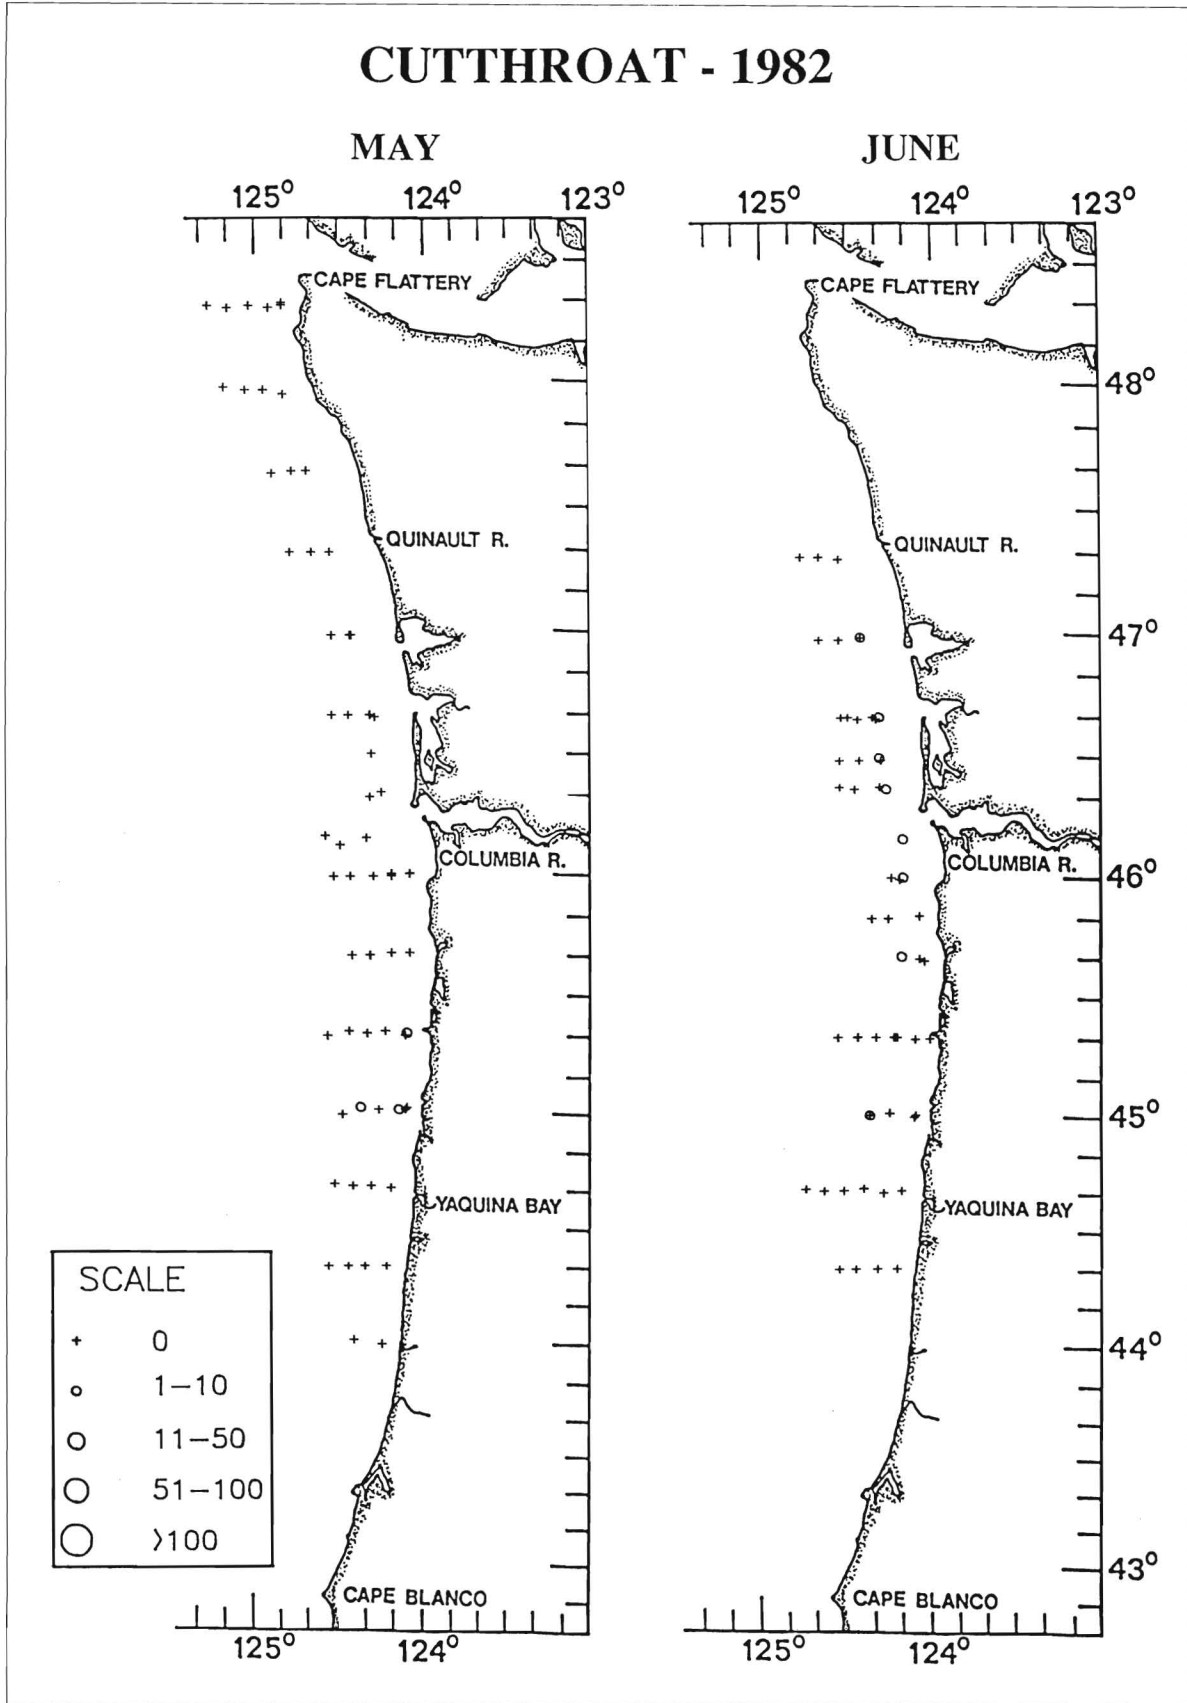 CUTTHROAT - 1982
MAY
125° 124° 123°
CAPE FLATTERY
QUINAULT R.
COLUMBIA R.
YAQUINA BAY
CAPE BLANCO
125° 124°
SCALE
+ 0
○ 1-10
○ 11-50
○ 51-100
○ >100
JUNE
125° 124° 123°
CAPE FLATTERY
48°
QUINAULT R.
47°
COLUMBIA R.
46°
45°
YAQUINA BAY
44°
43°
CAPE BLANCO
125° 124°